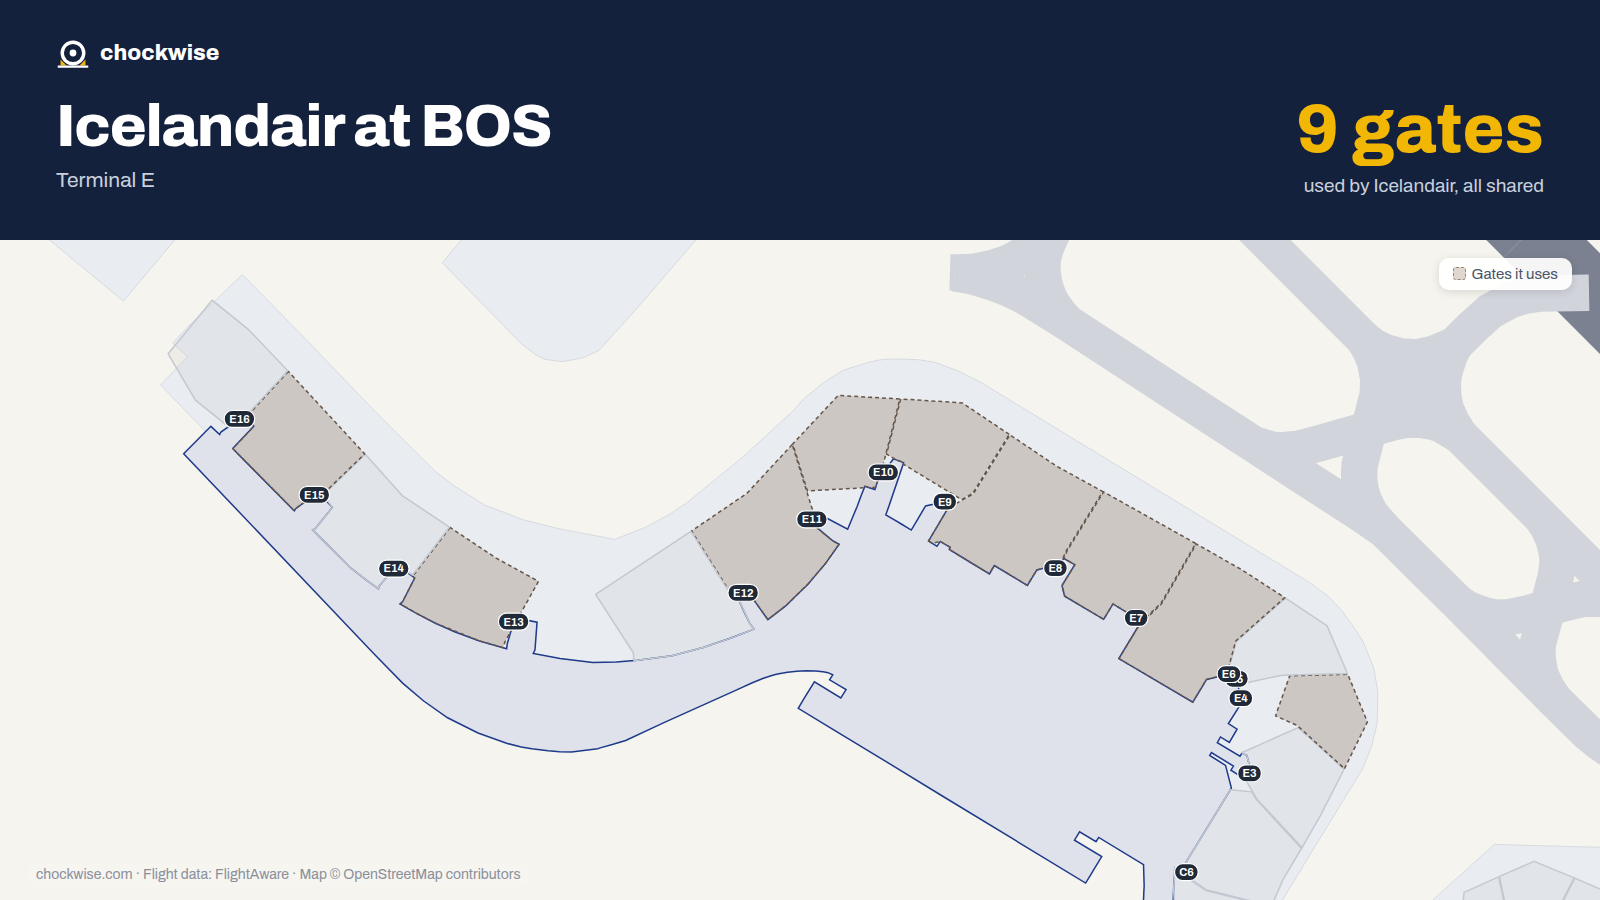 chockwise
Icelandair at BOS
Terminal E
9 gates
used by Icelandair, all shared
Gates it uses
E16
E15
E14
E13
E12
E11
E10
E9
E8
E7
E6
E4
E3
C6
chockwise.com · Flight data: FlightAware · Map © OpenStreetMap contributors